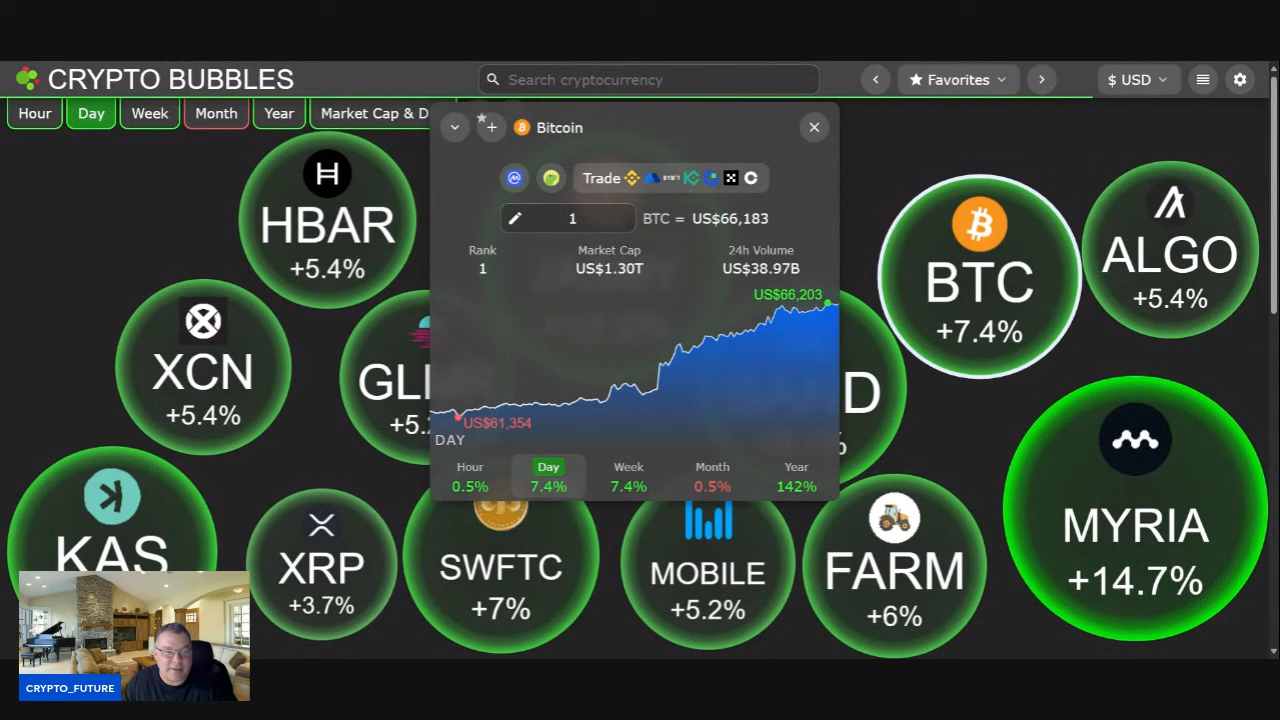 CRYPTO BUBBLES
Search cryptocurrency
Favorites
$ USD
Hour
Day
Week
Month
Year
Market Cap & D
Bitcoin
Trade
BYBIT
1
BTC = US$66,183
Rank
Market Cap
24h Volume
1
US$1.30T
US$38.97B
US$66,203
US$61,354
DAY
Hour
Day
Week
Month
Year
0.5%
7.4%
7.4%
0.5%
142%
HBAR
+5.4%
BTC
+7.4%
ALGO
+5.4%
XCN
+5.4%
GL
+5.2
D
%
KAS
XRP
+3.7%
SWFTC
+7%
MOBILE
+5.2%
FARM
+6%
MYRIA
+14.7%
CRYPTO_FUTURE